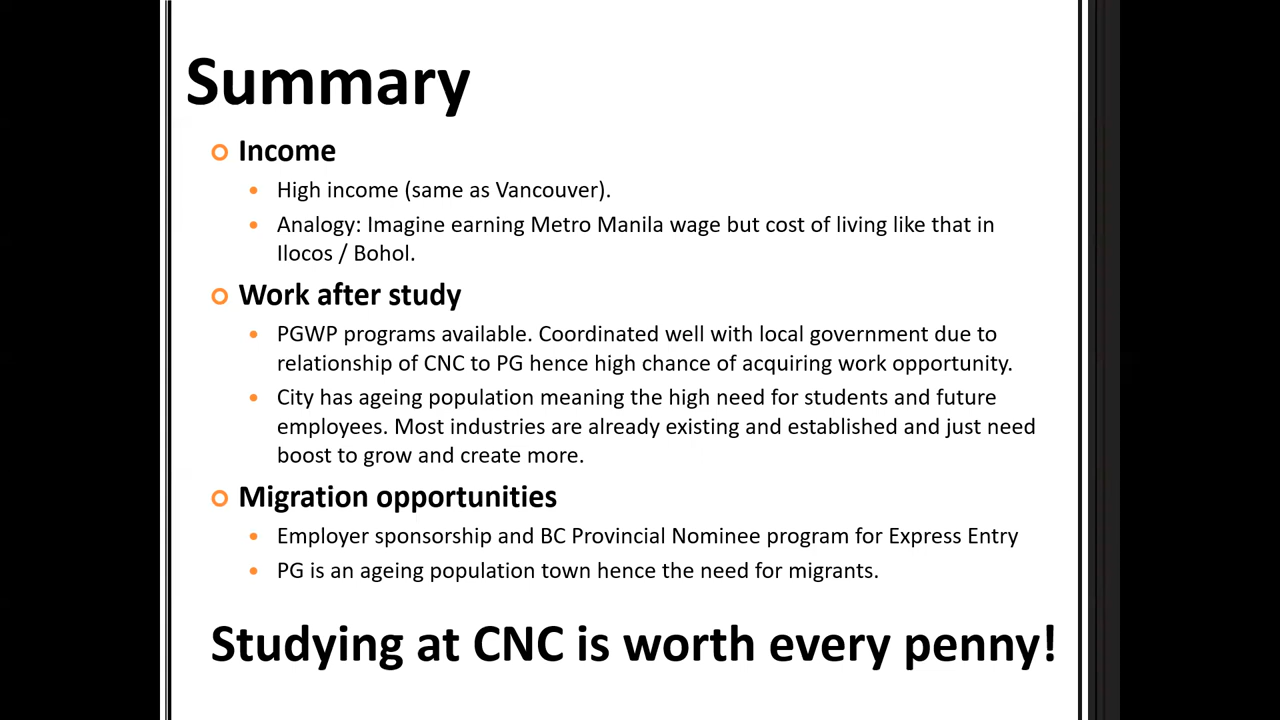 Summary
Income
High income (same as Vancouver).
Analogy: Imagine earning Metro Manila wage but cost of living like that in
Ilocos / Bohol.
Work after study
PGWP programs available. Coordinated well with local government due to
relationship of CNC to PG hence high chance of acquiring work opportunity.
City has ageing population meaning the high need for students and future
employees. Most industries are already existing and established and just need
boost to grow and create more.
Migration opportunities
Employer sponsorship and BC Provincial Nominee program for Express Entry
PG is an ageing population town hence the need for migrants.
Studying at CNC is worth every penny!